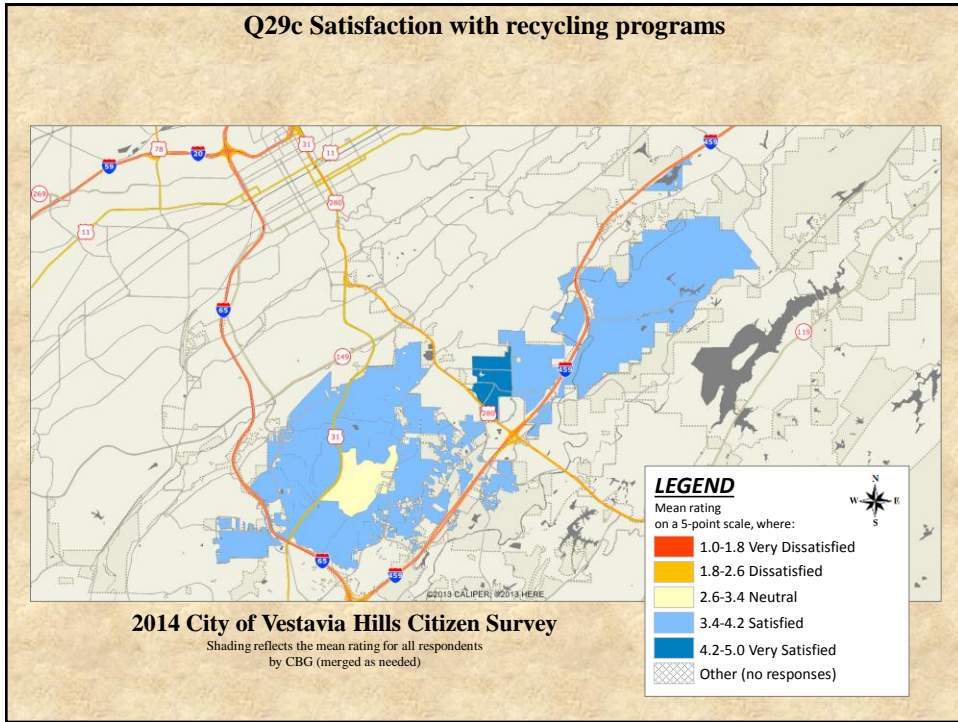 Q29c Satisfaction with recycling programs
459
31
78
11
59
20
269
280
11
65
119
149
459
280
31
65
459
©2013 CALIPER; ©2013 HERE
LEGEND
Mean rating
on a 5-point scale, where:
N
W E
S
1.0-1.8 Very Dissatisfied
1.8-2.6 Dissatisfied
2.6-3.4 Neutral
3.4-4.2 Satisfied
4.2-5.0 Very Satisfied
Other (no responses)
2014 City of Vestavia Hills Citizen Survey
Shading reflects the mean rating for all respondents
by CBG (merged as needed)